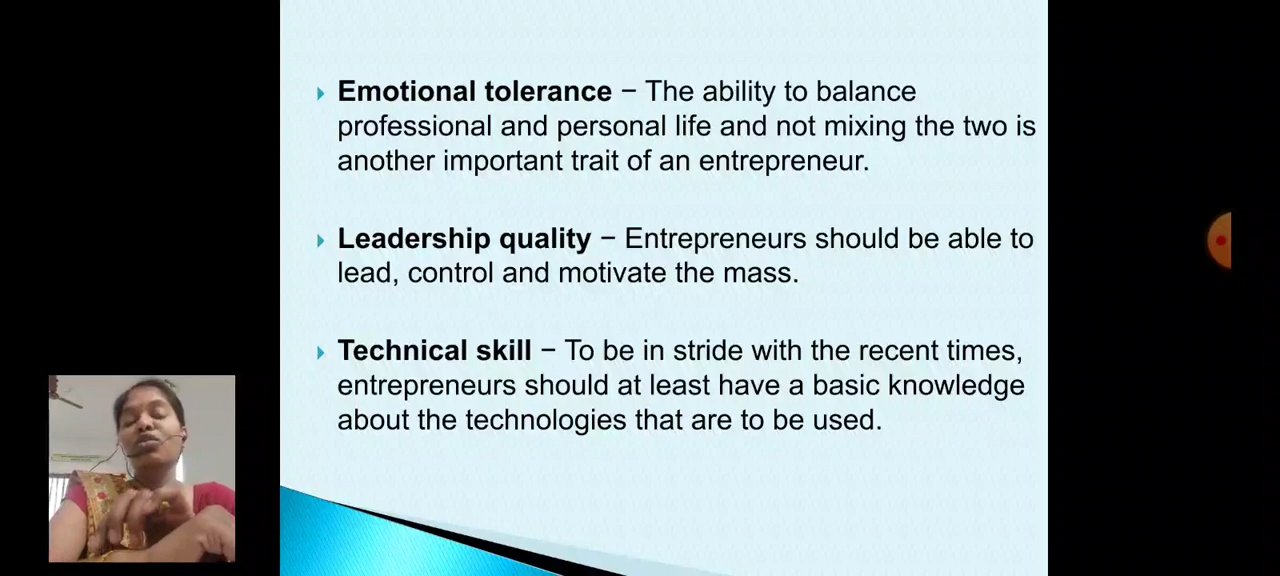 Emotional tolerance − The ability to balance
professional and personal life and not mixing the two is
another important trait of an entrepreneur.
Leadership quality − Entrepreneurs should be able to
lead, control and motivate the mass.
Technical skill − To be in stride with the recent times,
entrepreneurs should at least have a basic knowledge
about the technologies that are to be used.